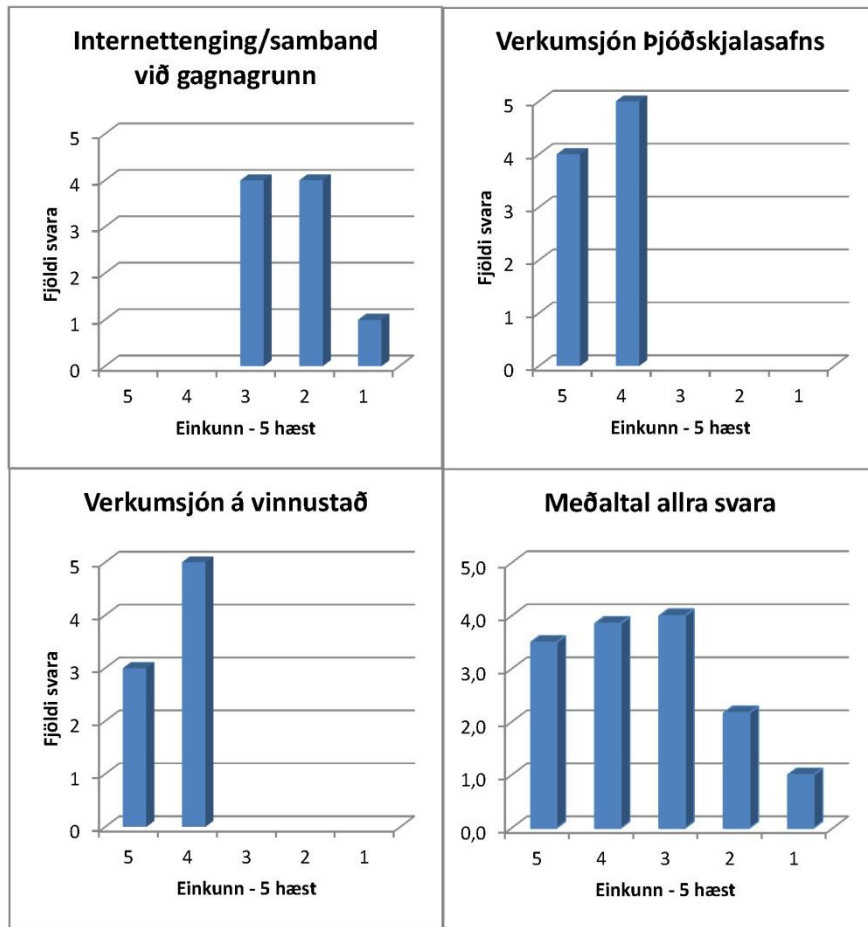 Internettenging/samband
við gagnagrunn
Fjöldi svara
5
4
3
2
1
0
5 4 3 2 1
Einkunn - 5 hæst
Verkumsjón Þjóðskjalasafns
Fjöldi svara
5
4
3
2
1
0
5 4 3 2 1
Einkunn - 5 hæst
Verkumsjón á vinnustað
Fjöldi svara
5
4
3
2
1
0
5 4 3 2 1
Einkunn - 5 hæst
Meðaltal allra svara
5,0
4,0
3,0
2,0
1,0
0,0
5 4 3 2 1
Einkunn - 5 hæst